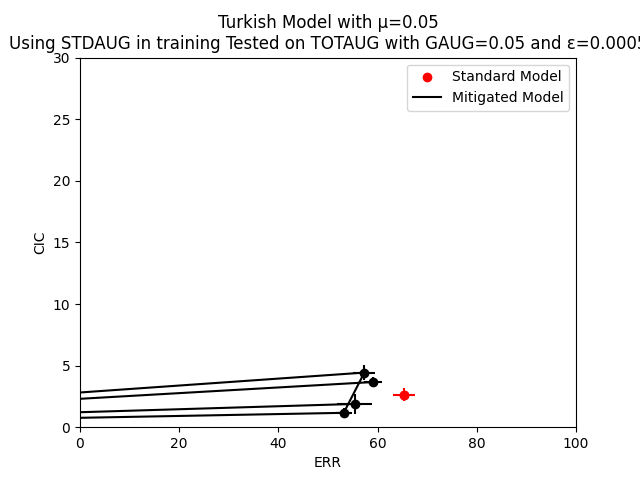 Turkish Model with μ=0.05
Using STDAUG in training Tested on TOTAUG with GAUG=0.05 and ε=0.0005
Standard Model
Mitigated Model
30
25
20
15
10
5
0
CIC
0 20 40 60 80 100
ERR